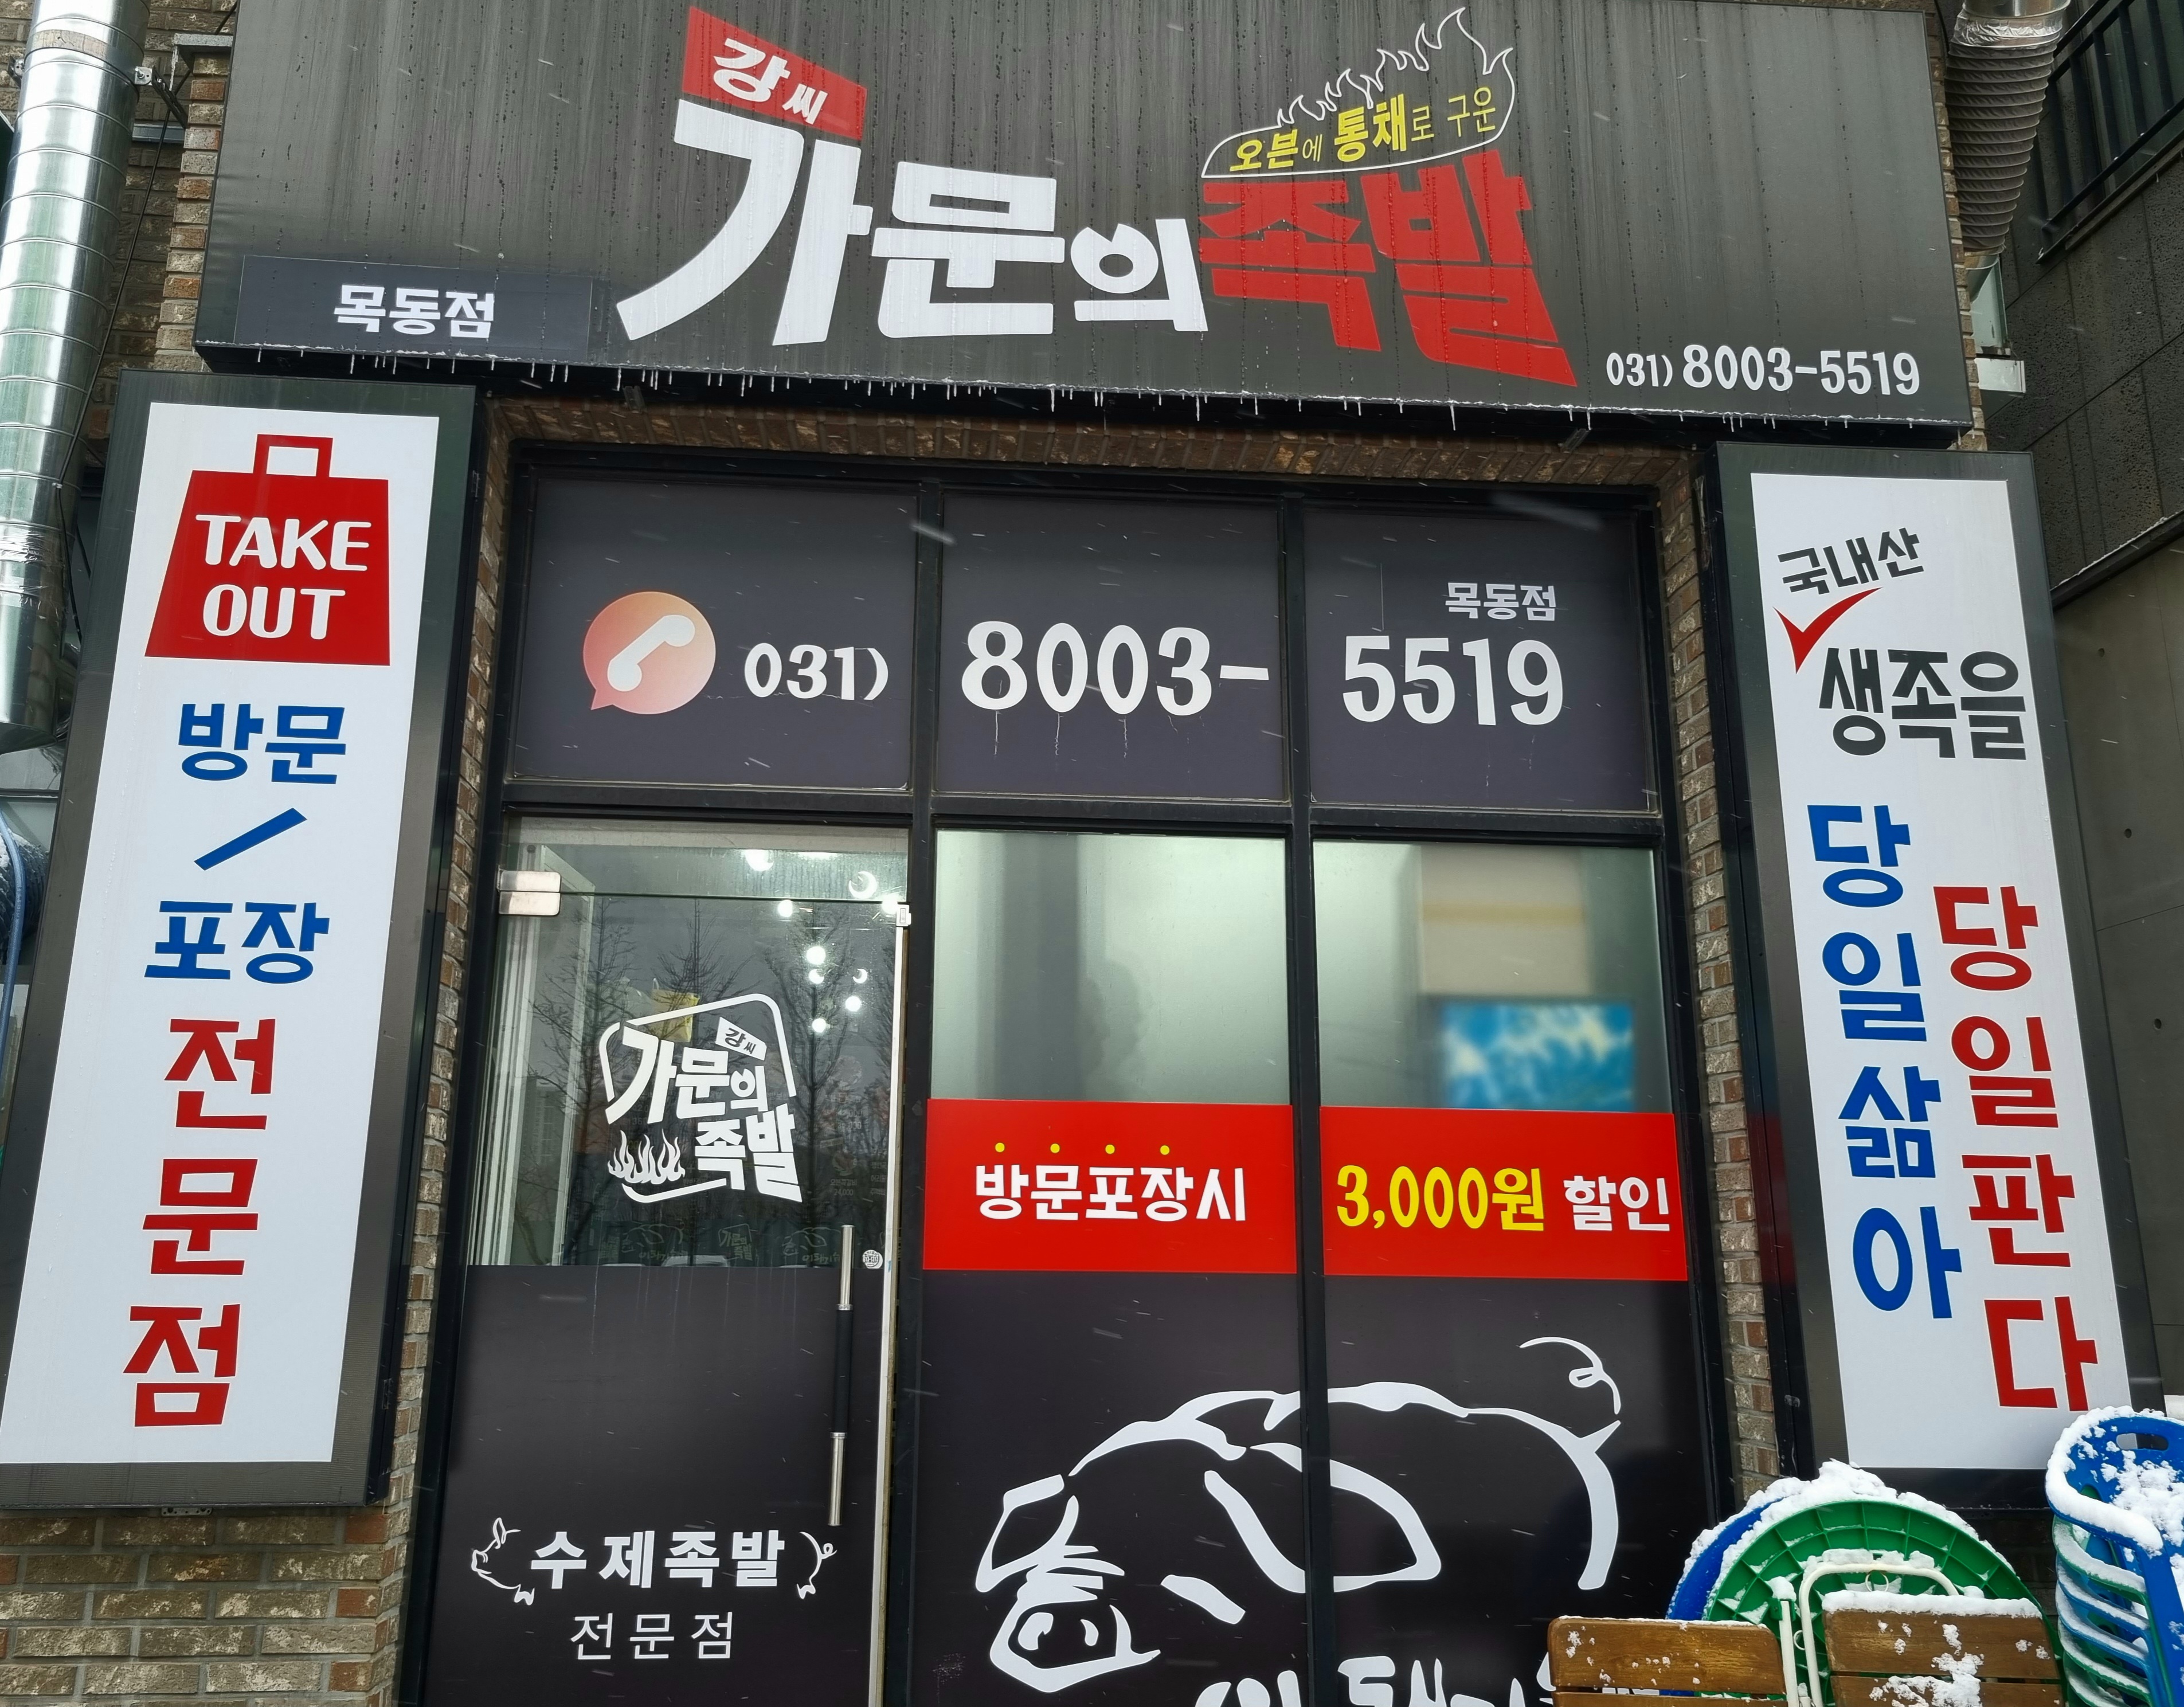 강씨
가문의족발
오븐에 통채로 구운
목동점
031) 8003-5519
TAKE
OUT
방문
/
포장
전
문
점
목동점
031) 8003-5519
국내산
생족을
당일삶아
당일판다
강씨
가문의
족발
방문포장시 3,000원 할인
수제족발
전문점